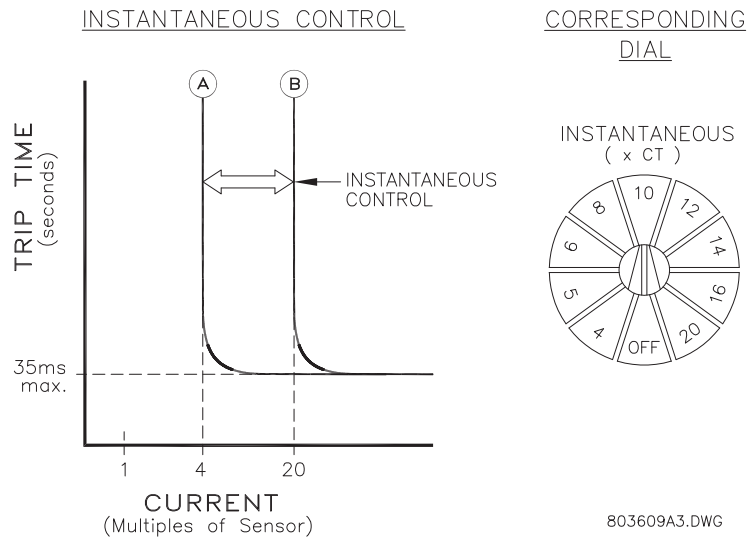 INSTANTANEOUS CONTROL
A B
TRIP TIME
(seconds)
INSTANTANEOUS
CONTROL
35ms
max.
1 4 20
CURRENT
(Multiples of Sensor)
CORRESPONDING
DIAL
INSTANTANEOUS
( x CT )
4
5
6
8
10
12
14
16
20
OFF
803609A3.DWG